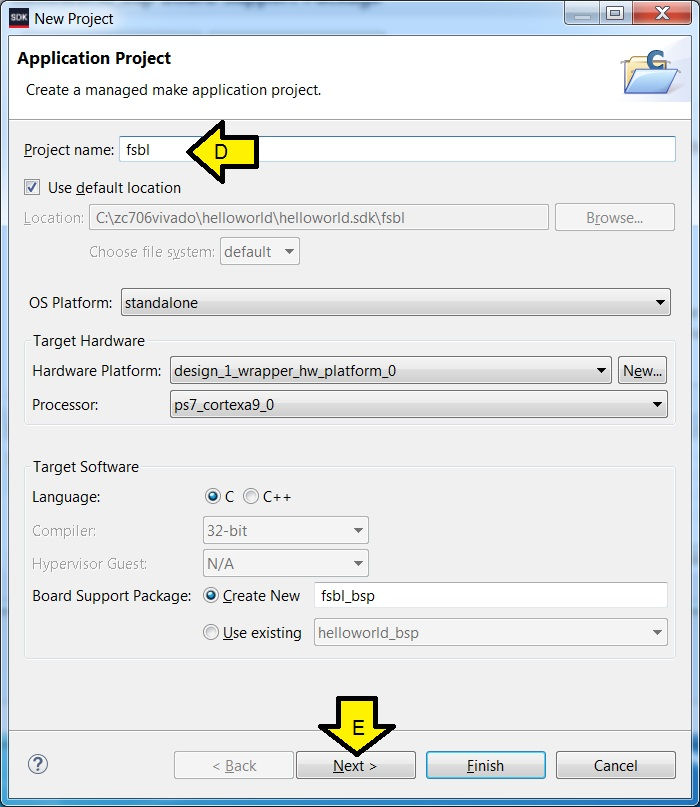 SDK New Project
Application Project
Create a managed make application project.
Project name: fsbl D
Use default location
Location: C:\zc706vivado\helloworld\helloworld.sdk\fsbl Browse...
Choose file system: default
OS Platform: standalone
Target Hardware
Hardware Platform: design_1_wrapper_hw_platform_0 New...
Processor: ps7_cortexa9_0
Target Software
Language: C C++
Compiler: 32-bit
Hypervisor Guest: N/A
Board Support Package: Create New fsbl_bsp
Use existing helloworld_bsp
E
? < Back Next > Finish Cancel